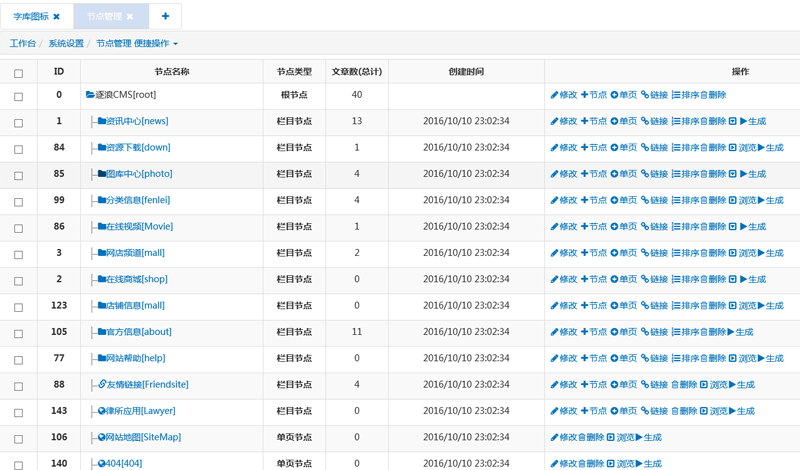 字库图标 ✖ 节点管理 ✖ +
工作台 / 系统设置 / 节点管理 便捷操作
ID 节点名称 节点类型 文章数(总计) 创建时间 操作
0 逐浪CMS[root] 根节点 40 修改 节点 单页 链接 排序 删除
1 资讯中心[news] 栏目节点 13 2016/10/10 23:02:34 修改 节点 单页 链接 排序 删除 生成
84 资源下载[down] 栏目节点 1 2016/10/10 23:02:34 修改 节点 单页 链接 排序 删除 浏览 生成
85 图库中心[photo] 栏目节点 4 2016/10/10 23:02:34 修改 节点 单页 链接 排序 删除 生成
99 分类信息[fenlei] 栏目节点 4 2016/10/10 23:02:34 修改 节点 单页 链接 排序 删除 浏览 生成
86 在线视频[Movie] 栏目节点 1 2016/10/10 23:02:34 修改 节点 单页 链接 排序 删除 生成
3 网店频道[mall] 栏目节点 2 2016/10/10 23:02:34 修改 节点 单页 链接 排序 删除 浏览 生成
2 在线商城[shop] 栏目节点 0 2016/10/10 23:02:34 修改 节点 单页 链接 排序 删除 生成
123 店铺信息[mall] 栏目节点 0 2016/10/10 23:02:34 修改 节点 单页 链接 排序 删除 浏览 生成
105 官方信息[about] 栏目节点 11 2016/10/10 23:02:34 修改 节点 单页 链接 排序 删除 生成
77 网站帮助[help] 栏目节点 0 2016/10/10 23:02:34 修改 节点 单页 链接 排序 删除 浏览 生成
88 友情链接[Friendsite] 栏目节点 4 2016/10/10 23:02:34 修改 节点 单页 链接 删除 浏览 生成
143 律所应用[Lawyer] 栏目节点 0 2016/10/10 23:02:34 修改 节点 单页 链接 删除 浏览 生成
106 网站地图[SiteMap] 单页节点 0 2016/10/10 23:02:34 修改 删除 浏览 生成
140 404[404] 单页节点 0 2016/10/10 23:02:34 修改 删除 浏览 生成